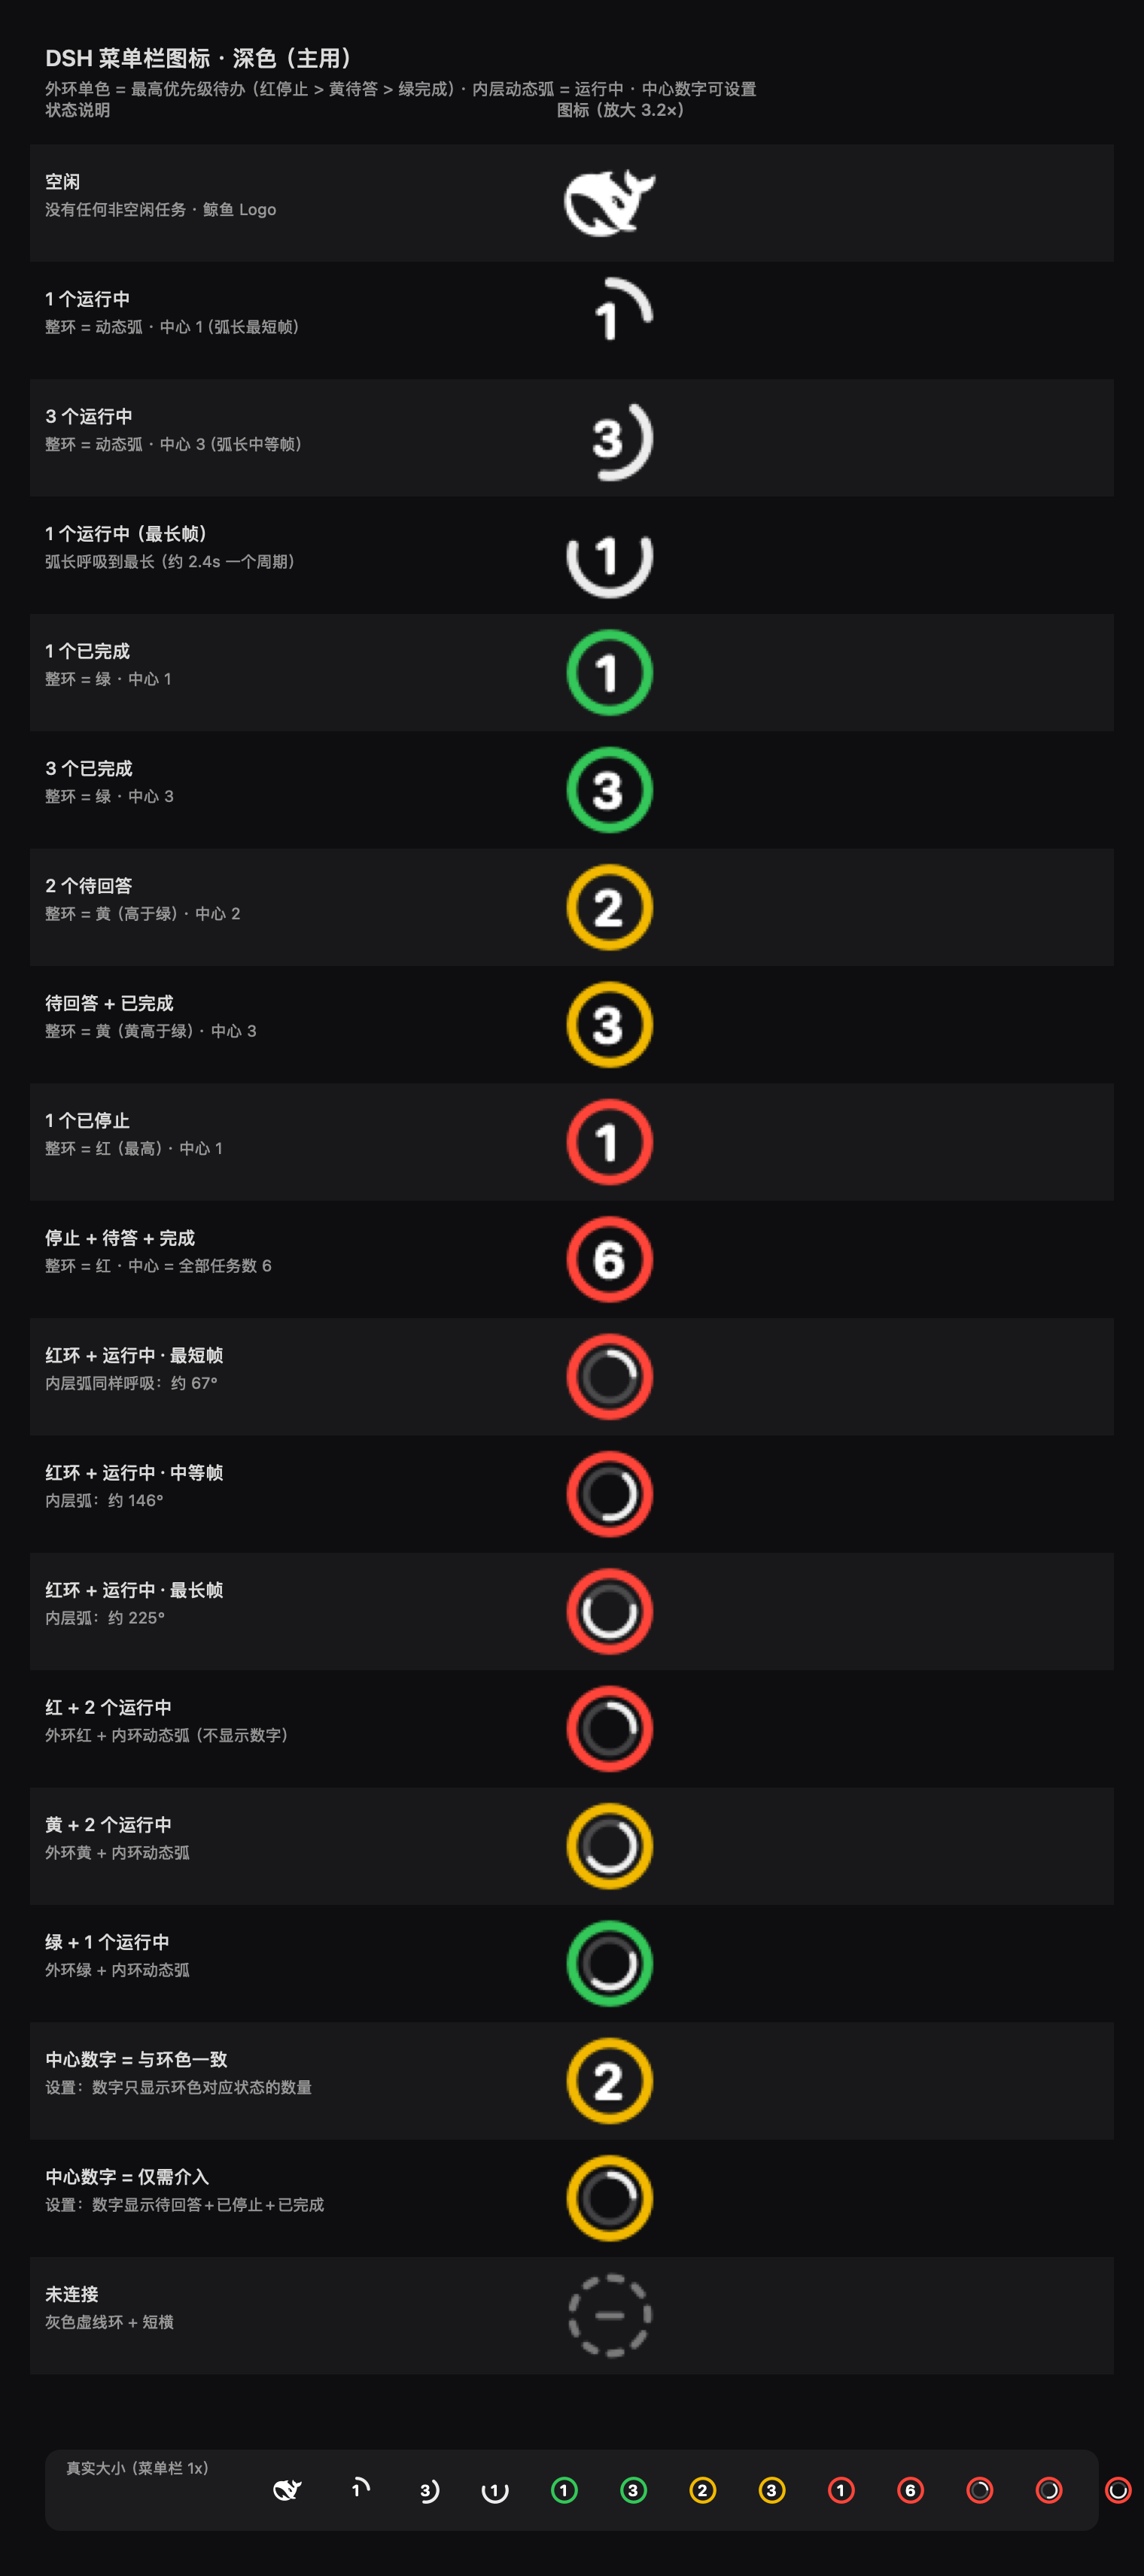 DSH 菜单栏图标 · 深色（主用）
外环单色 = 最高优先级待办（红停止 > 黄待答 > 绿完成）· 内层动态弧 = 运行中 · 中心数字可设置
状态说明 图标（放大 3.2×）
空闲
没有任何非空闲任务 · 鲸鱼 Logo
1 个运行中
整环 = 动态弧 · 中心 1（弧长最短帧）
1
3 个运行中
整环 = 动态弧 · 中心 3（弧长中等帧）
3
1 个运行中（最长帧）
弧长呼吸到最长（约 2.4s 一个周期）
1
1 个已完成
整环 = 绿 · 中心 1
1
3 个已完成
整环 = 绿 · 中心 3
3
2 个待回答
整环 = 黄（高于绿）· 中心 2
2
待回答 + 已完成
整环 = 黄（黄高于绿）· 中心 3
3
1 个已停止
整环 = 红（最高）· 中心 1
1
停止 + 待答 + 完成
整环 = 红 · 中心 = 全部任务数 6
6
红环 + 运行中 · 最短帧
内层弧同样呼吸：约 67°
红环 + 运行中 · 中等帧
内层弧：约 146°
红环 + 运行中 · 最长帧
内层弧：约 225°
红 + 2 个运行中
外环红 + 内环动态弧（不显示数字）
黄 + 2 个运行中
外环黄 + 内环动态弧
绿 + 1 个运行中
外环绿 + 内环动态弧
中心数字 = 与环色一致
设置：数字只显示环色对应状态的数量
2
中心数字 = 仅需介入
设置：数字显示待回答+已停止+已完成
未连接
灰色虚线环 + 短横
真实大小（菜单栏 1x）
1 3 1 1 3 2 3 1 6